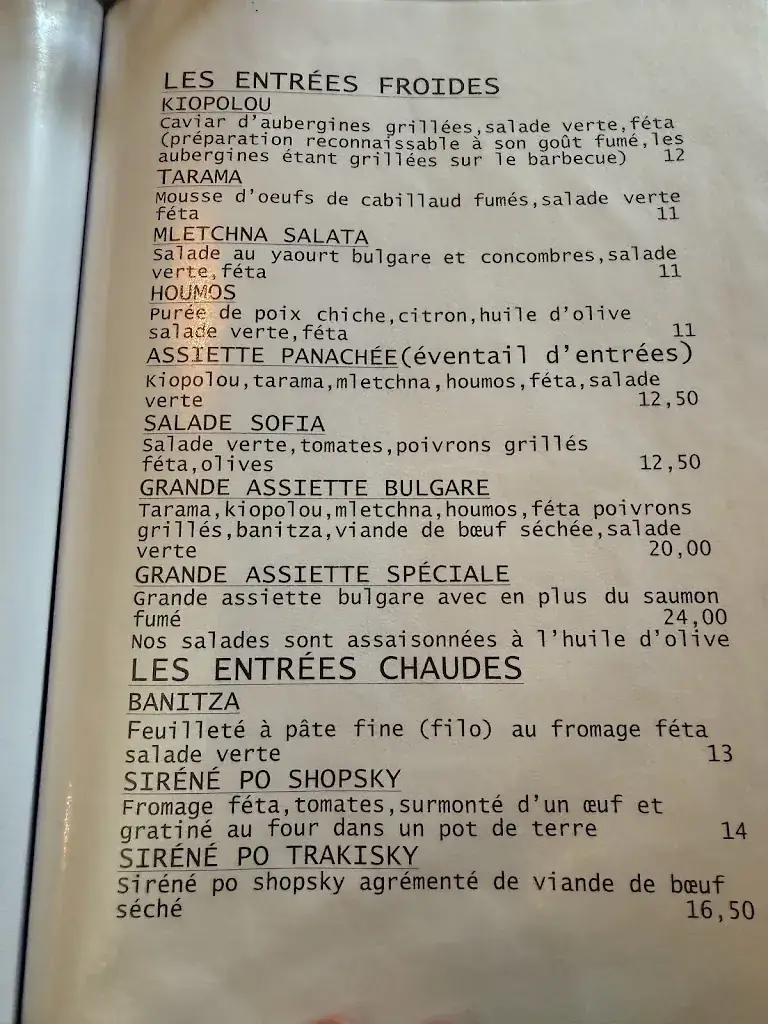 LES ENTRÉES FROIDES
KIOPOLOU
Caviar d'aubergines grillées,salade verte,féta
(préparation reconnaissable à son goût fumé,les
aubergines étant grillées sur le barbecue) 12
TARAMA
Mousse d'oeufs de cabillaud fumés,salade verte
féta 11
MLETCHNA SALATA
Salade au yaourt bulgare et concombres,salade
verte,féta 11
HOUMOS
Purée de poix chiche,citron,huile d'olive
salade verte,féta 11
ASSIETTE PANACHÉE(éventail d'entrées)
Kiopolou,tarama,mletchna,houmos,féta,salade
verte 12,50
SALADE SOFIA
Salade verte,tomates,poivrons grillés
féta,olives 12,50
GRANDE ASSIETTE BULGARE
Tarama,kiopolou,mletchna,houmos,féta poivrons
grillés,banitza,viande de bœuf séchée,salade
verte 20,00
GRANDE ASSIETTE SPÉCIALE
Grande assiette bulgare avec en plus du saumon
fumé 24,00
Nos salades sont assaisonnées à l'huile d'olive
LES ENTRÉES CHAUDES
BANITZA
Feuilleté à pâte fine (filo) au fromage féta
salade verte 13
SIRÉNÉ PO SHOPSKY
Fromage féta,tomates,surmonté d'un œuf et
gratiné au four dans un pot de terre 14
SIRÉNÉ PO TRAKISKY
Siréné po shopsky agrémenté de viande de bœuf
séché 16,50